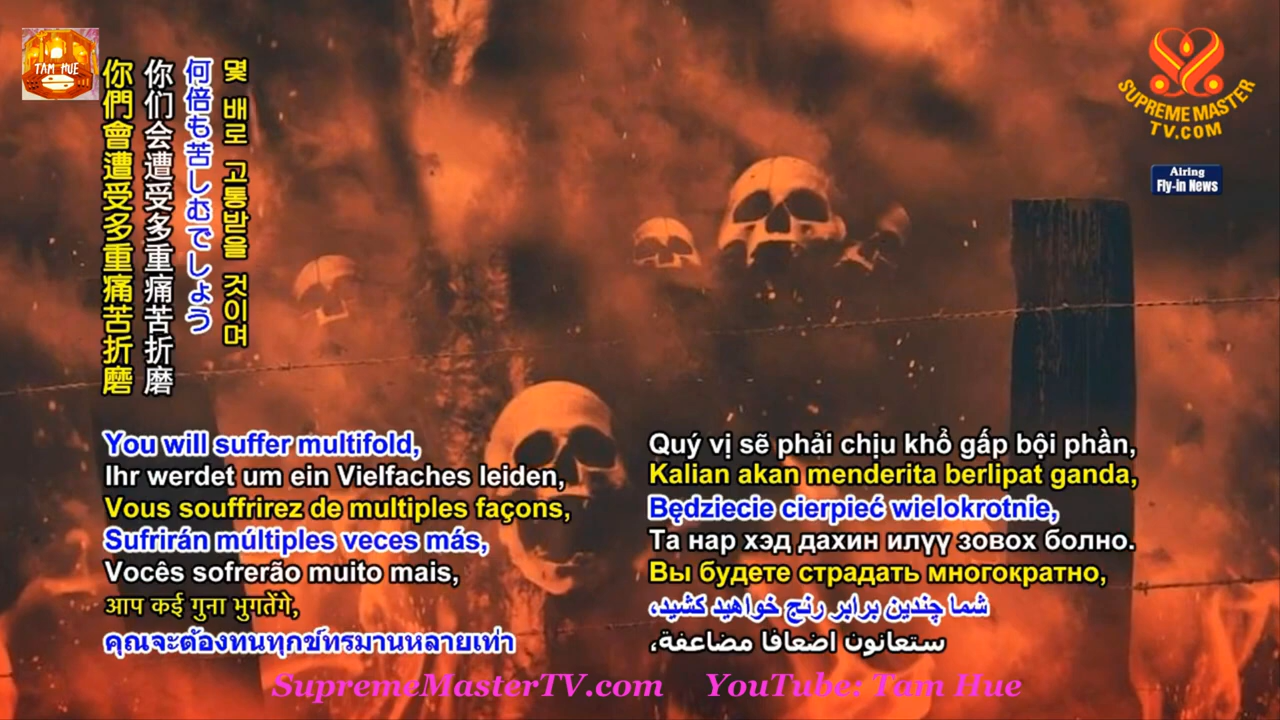 TAM HUE
你們會遭受多重痛苦折磨
你们会遭受多重痛苦折磨
何倍も苦しむでしょう
몇 배로 고통받을 것이며
SUPREME MASTER
TV.COM
Airing
Fly-in News
You will suffer multifold,
Ihr werdet um ein Vielfaches leiden,
Vous souffrirez de multiples façons,
Sufrirán múltiples veces más,
Vocês sofrerão muito mais,
आप कई गुना भुगतेंगे,
คุณจะต้องทนทุกข์ทรมานหลายเท่า
Quý vị sẽ phải chịu khổ gấp bội phần,
Kalian akan menderita berlipat ganda,
Będziecie cierpieć wielokrotnie,
Та нар хэд дахин илүү зовох болно.
Вы будете страдать многократно,
شما چندین برابر رنج خواهید کشید،
ستعانون اضعافا مضاعفة،
SupremeMasterTV.com YouTube: Tam Hue